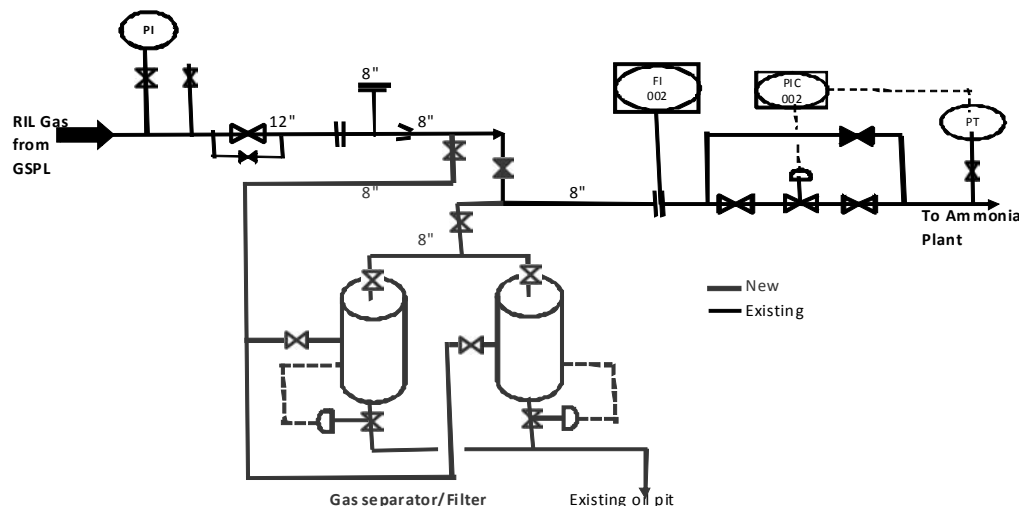 PI
8"
FI
002
PIC
002
PT
RIL Gas
from
GSPL
12"
8"
8"
8"
To Ammonia
Plant
8"
New
Existing
Gas separator/Filter
Existing oil pit